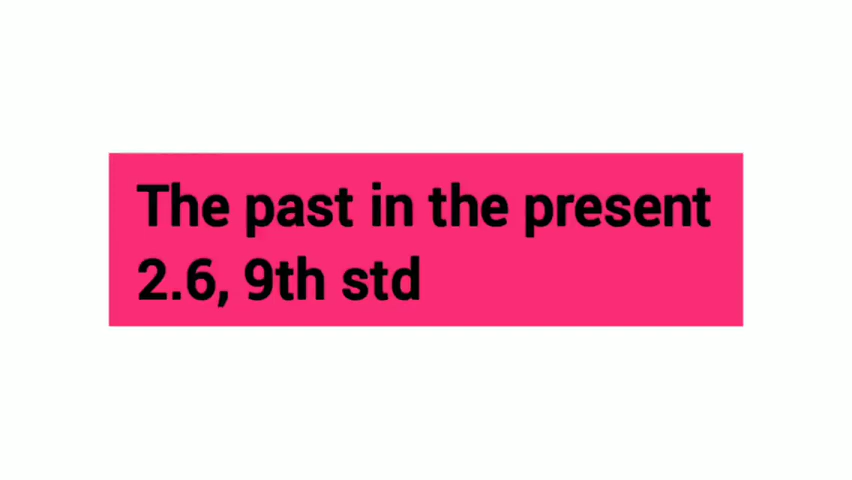 The past in the present
2.6, 9th std